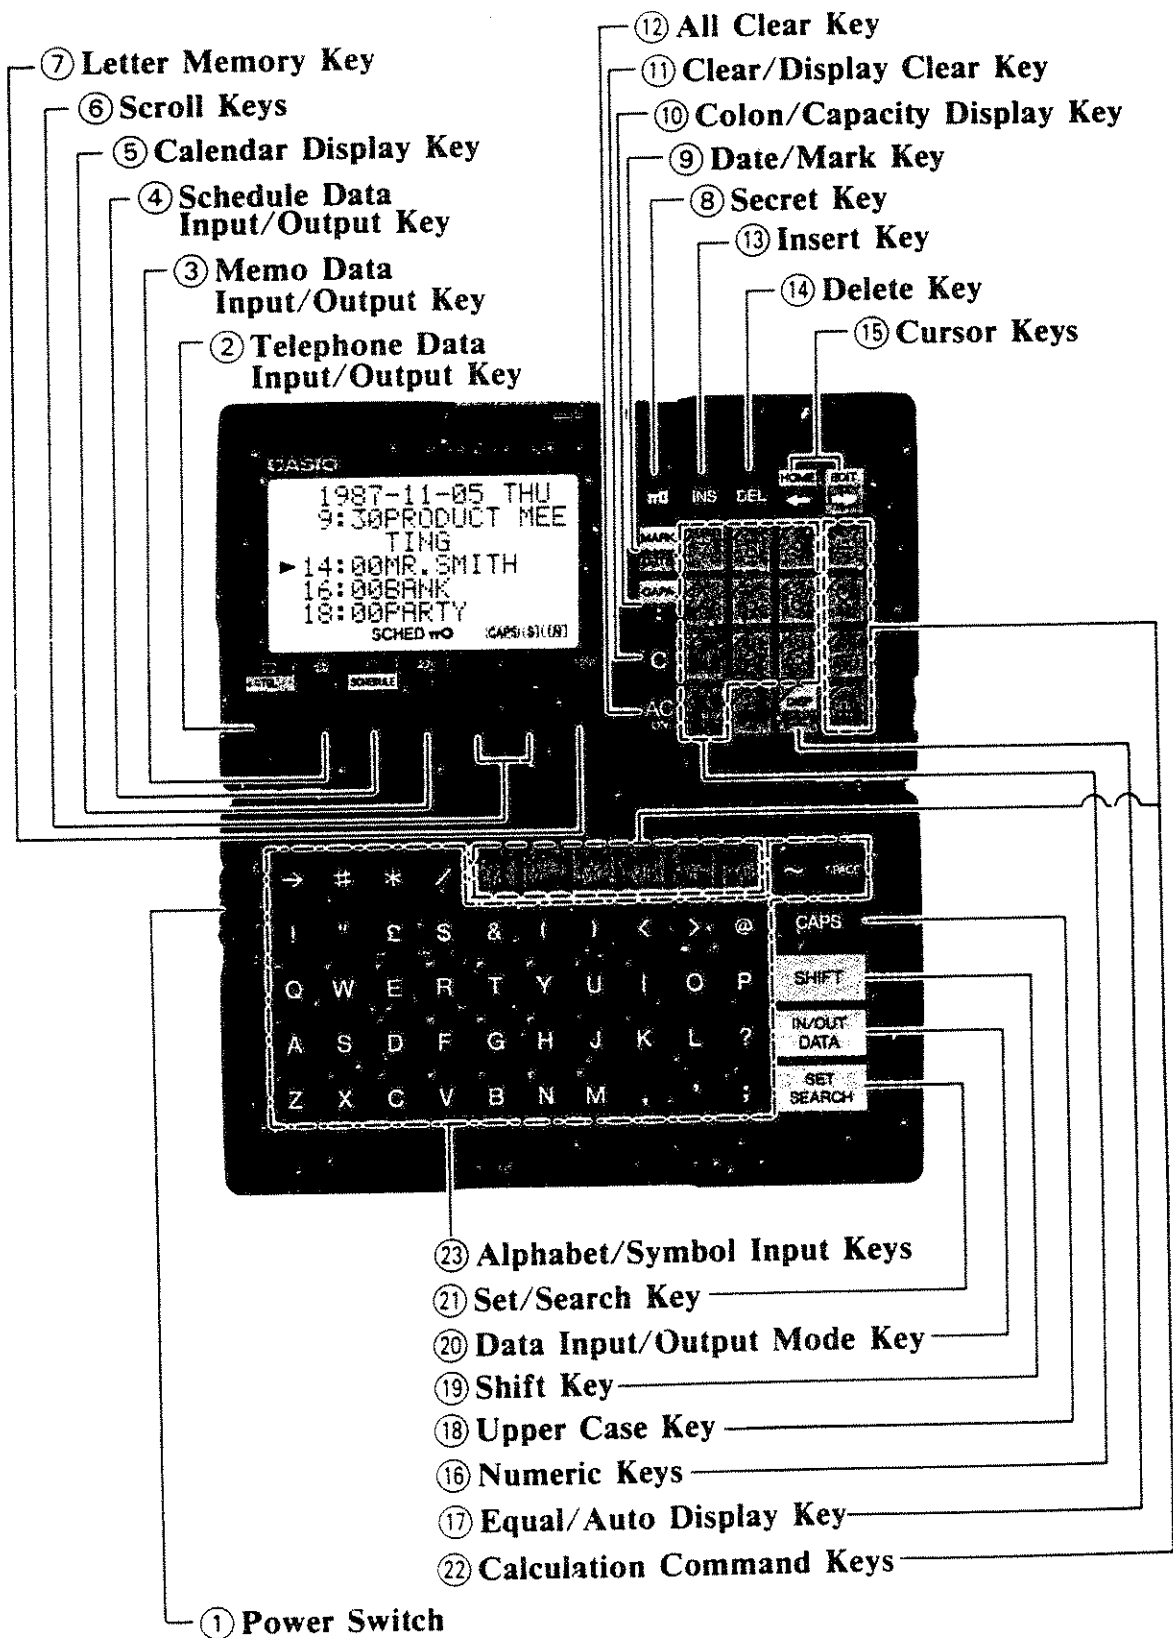 ⑫ All Clear Key
⑦ Letter Memory Key
⑪ Clear/Display Clear Key
⑥ Scroll Keys
⑩ Colon/Capacity Display Key
⑤ Calendar Display Key
⑨ Date/Mark Key
④ Schedule Data
Input/Output Key
⑧ Secret Key
⑬ Insert Key
③ Memo Data
Input/Output Key
⑭ Delete Key
⑮ Cursor Keys
② Telephone Data
Input/Output Key
CASIO
1987-11-05 THU
9:30PRODUCT MEE
TING
►14:00MR.SMITH
16:00BANK
18:00PARTY
SCHED CAPS (S)
TEL SCHEDULE
HOME EDIT
INS DEL ← →
MARK
CAPA
C
AC
ON
→ # * / ~ SPACE
! " £ $ & ( ) < > @ CAPS
Q W E R T Y U I O P SHIFT
A S D F G H J K L ? IN/OUT
DATA
Z X C V B N M , ' ; SET
SEARCH
㉓ Alphabet/Symbol Input Keys
㉑ Set/Search Key
⑳ Data Input/Output Mode Key
⑲ Shift Key
⑱ Upper Case Key
⑯ Numeric Keys
⑰ Equal/Auto Display Key
㉒ Calculation Command Keys
① Power Switch